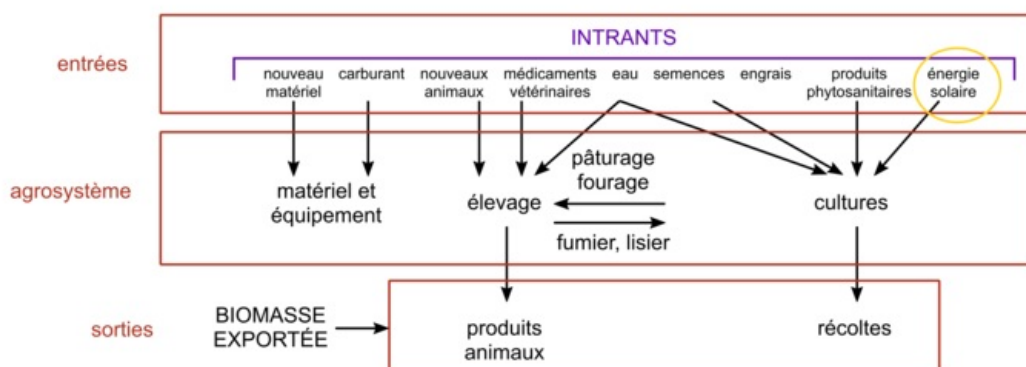 INTRANTS
entrées
nouveau matériel
carburant
nouveaux animaux
médicaments vétérinaires
eau
semences
engrais
produits phytosanitaires
énergie solaire
agrosystème
matériel et
équipement
élevage
pâturage
fourage
fumier, lisier
cultures
sorties
BIOMASSE
EXPORTÉE
produits
animaux
récoltes